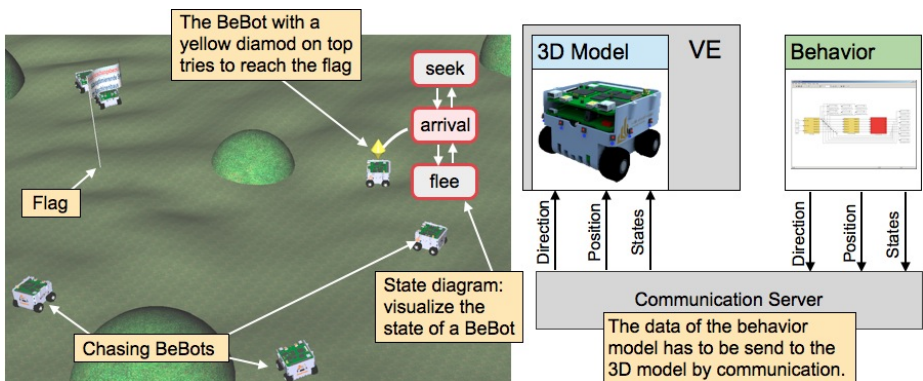 The BeBot with a
yellow diamod on top
tries to reach the flag
seek
arrival
flee
Flag
Chasing BeBots
State diagram:
visualize the
state of a BeBot
3D Model
VE
Behavior
Direction
Position
States
Direction
Position
States
Communication Server
The data of the behavior
model has to be send to the
3D model by communication.